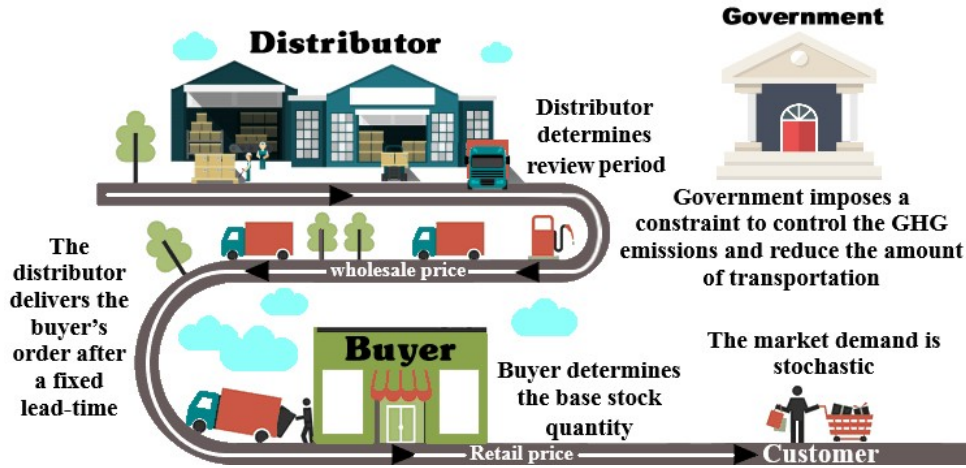 Distributor
Government
Distributor
determines
review period
Government imposes a
constraint to control the GHG
emissions and reduce the amount
of transportation
wholesale price
The
distributor
delivers the
buyer's
order after
a fixed
lead-time
Buyer
Buyer determines
the base stock
quantity
The market demand is
stochastic
Retail price
Customer